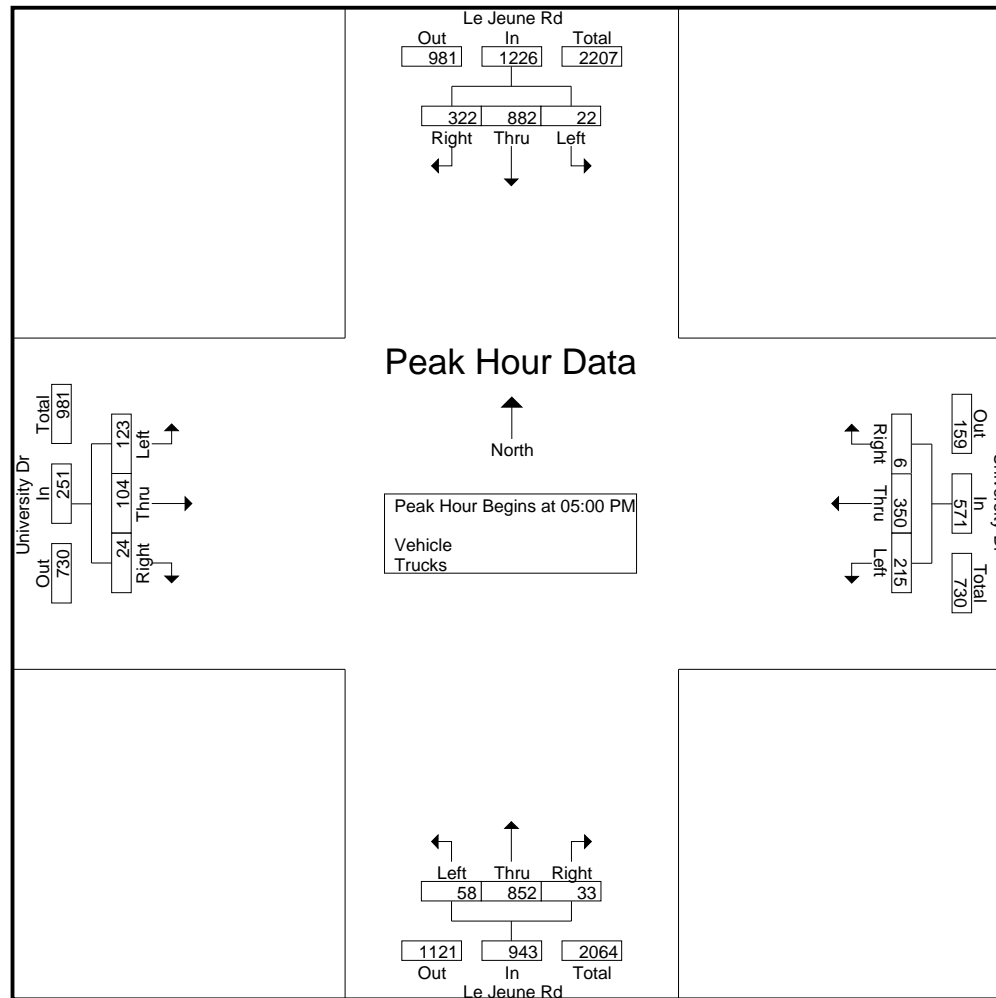 Le Jeune Rd
Out In Total
981 1226 2207
322 882 22
Right Thru Left
Peak Hour Data
North
Peak Hour Begins at 05:00 PM
Vehicle
Trucks
University Dr
Out In Total
730 251 981
Right Thru Left
24 104 123
Out In Total
159 571 730
Right Thru Left
6 350 215
Left Thru Right
58 852 33
1121 943 2064
Out In Total
Le Jeune Rd